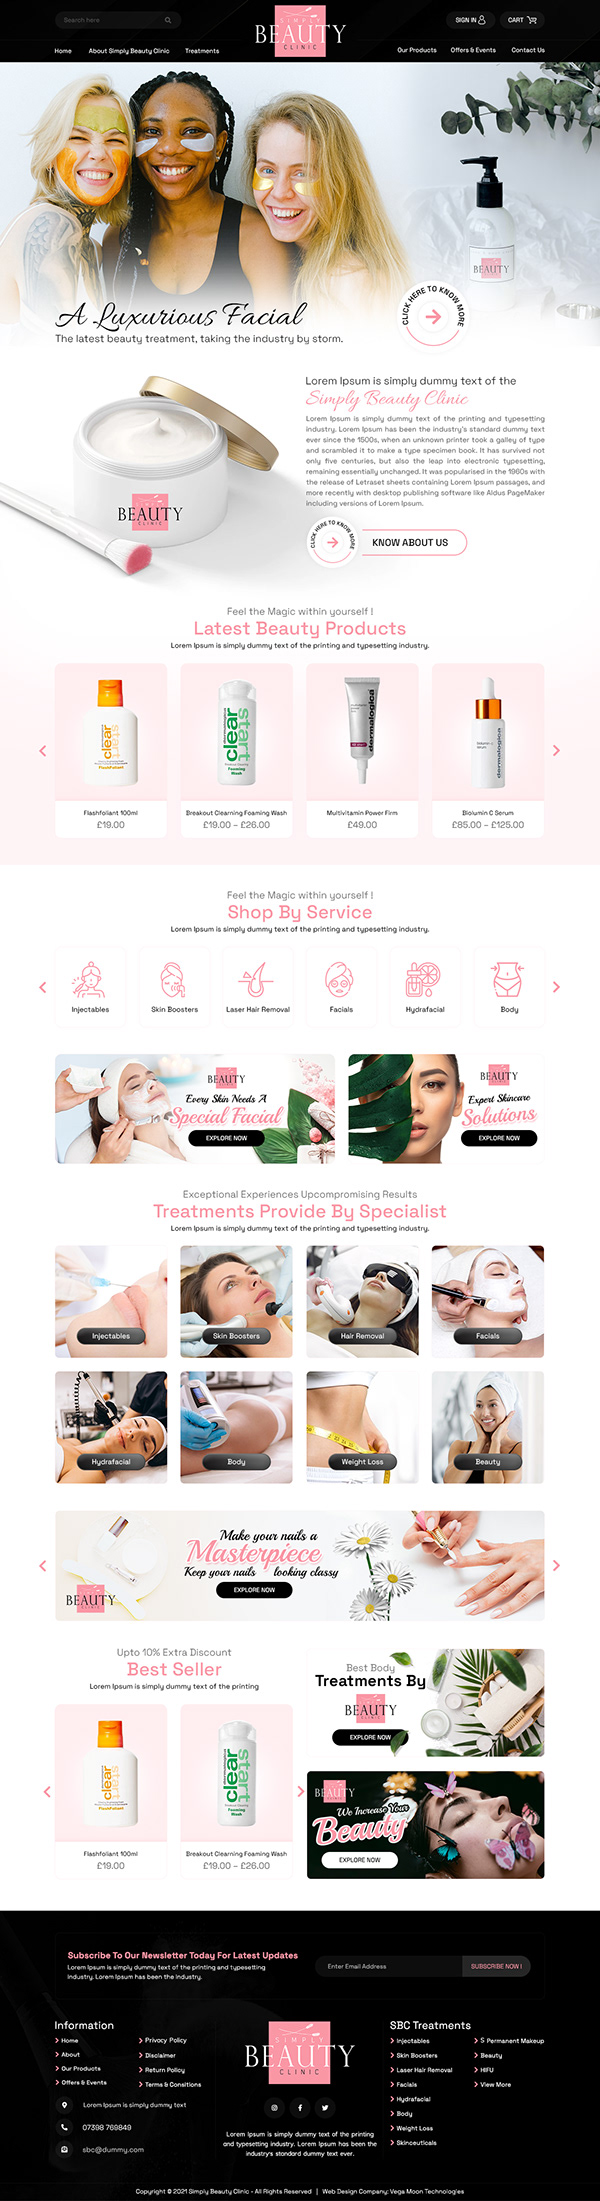 Search here
SIMPLY
BEAUTY
CLINIC
SIGN IN
CART
Home
About Simply Beauty Clinic
Treatments
Our Products
Offers & Events
Contact Us
BEAUTY
A Luxurious Facial
The latest beauty treatment, taking the industry by storm.
CLICK HERE TO KNOW MORE
Lorem Ipsum is simply dummy text of the
Simply Beauty Clinic
Lorem Ipsum is simply dummy text of the printing and typesetting
industry. Lorem Ipsum has been the industry's standard dummy text
ever since the 1500s, when an unknown printer took a galley of type
and scrambled it to make a type specimen book. It has survived not
only five centuries, but also the leap into electronic typesetting,
remaining essentially unchanged. It was popularised in the 1960s with
the release of Letraset sheets containing Lorem Ipsum passages, and
more recently with desktop publishing software like Aldus PageMaker
including versions of Lorem Ipsum.
BEAUTY
CLINIC
CLICK HERE TO KNOW MORE
KNOW ABOUT US
Feel the Magic within yourself !
Latest Beauty Products
Lorem Ipsum is simply dummy text of the printing and typesetting industry.
clear
start
FlashFoliant
clear
start
Foaming
Wash
dermalogica
dermalogica
Flashfoliant 100ml
£19.00
Breakout Clearning Foaming Wash
£19.00 – £26.00
Multivitamin Power Firm
£49.00
Biolumin C Serum
£85.00 – £125.00
Feel the Magic within yourself !
Shop By Service
Lorem Ipsum is simply dummy text of the printing and typesetting industry.
Injectables
Skin Boosters
Laser Hair Removal
Facials
Hydrafacial
Body
BEAUTY
Every Skin Needs A
Special Facial
EXPLORE NOW
BEAUTY
Expert Skincare
Solutions
EXPLORE NOW
Exceptional Experiences Upcompromising Results
Treatments Provide By Specialist
Lorem Ipsum is simply dummy text of the printing and typesetting industry.
Injectables
Skin Boosters
Hair Removal
Facials
Hydrafacial
Body
Weight Loss
Beauty
BEAUTY
CLINIC
Make your nails a
Masterpiece
Keep your nails looking classy
EXPLORE NOW
Upto 10% Extra Discount
Best Seller
Lorem Ipsum is simply dummy text of the printing
clear
start
FlashFoliant
clear
start
Foaming
Wash
Flashfoliant 100ml
£19.00
Breakout Clearning Foaming Wash
£19.00 – £26.00
Best Body
Treatments By
BEAUTY
CLINIC
EXPLORE NOW
BEAUTY
We Increase Your
Beauty
EXPLORE NOW
Subscribe To Our Newsletter Today For Latest Updates
Lorem Ipsum is simply dummy text of the printing and typesetting
industry. Lorem Ipsum has been the industry.
Enter Email Address
SUBSCRIBE NOW !
Information
Home
About
Our Products
Offers & Events
Privacy Policy
Disclaimer
Return Policy
Terms & Consitions
Lorem Ipsum is simply dummy text
07398 769849
sbc@dummy.com
SIMPLY
BEAUTY
CLINIC
Lorem Ipsum is simply dummy text of the printing
and typesetting industry. Lorem Ipsum has been the
industry's standard dummy text ever.
SBC Treatments
Injectables
Skin Boosters
Laser Hair Removal
Facials
Hydrafacial
Body
Weight Loss
Skinceuticals
S Permanent Makeup
Beauty
HIFU
View More
Copyright © 2021 Simply Beauty Clinic - All Rights Reserved | Web Design Company: Vega Moon Technologies